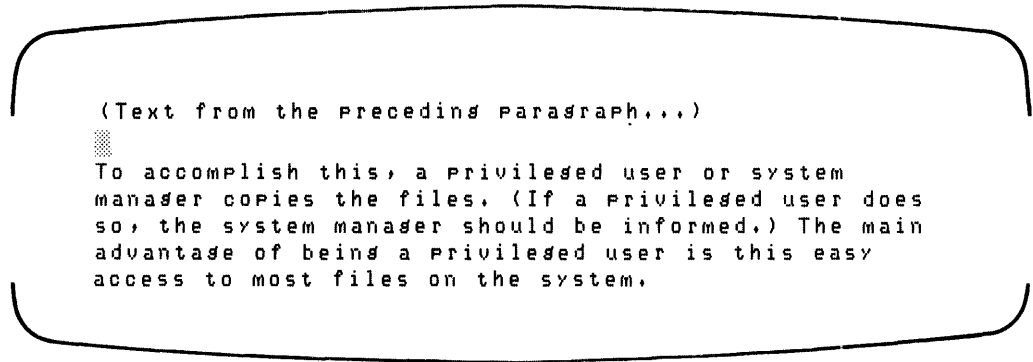 (Text from the preceding paragraph...)
To accomplish this, a privileged user or system
manager copies the files. (If a privileged user does
so, the system manager should be informed.) The main
advantage of being a privileged user is this easy
access to most files on the system.